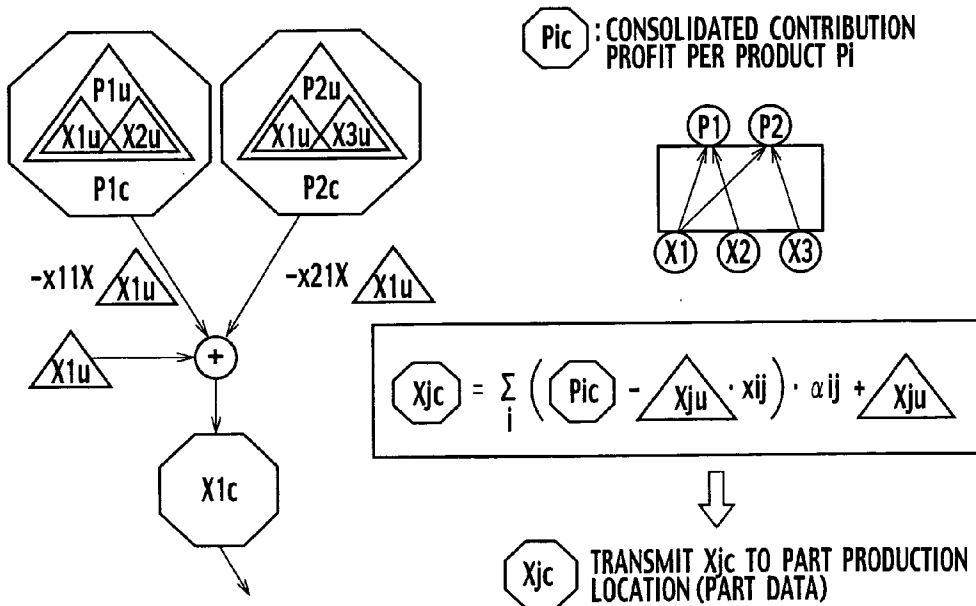 Pic : CONSOLIDATED CONTRIBUTION
PROFIT PER PRODUCT Pi
P1u
X1u X2u
P1c
P2u
X1u X3u
P2c
P1 P2
X1 X2 X3
-x11X X1u
-x21X X1u
X1u
+
X1c
Xjc = Σ i (Pic - Xju · xij) · αij + Xju
Xjc TRANSMIT Xjc TO PART PRODUCTION
LOCATION (PART DATA)